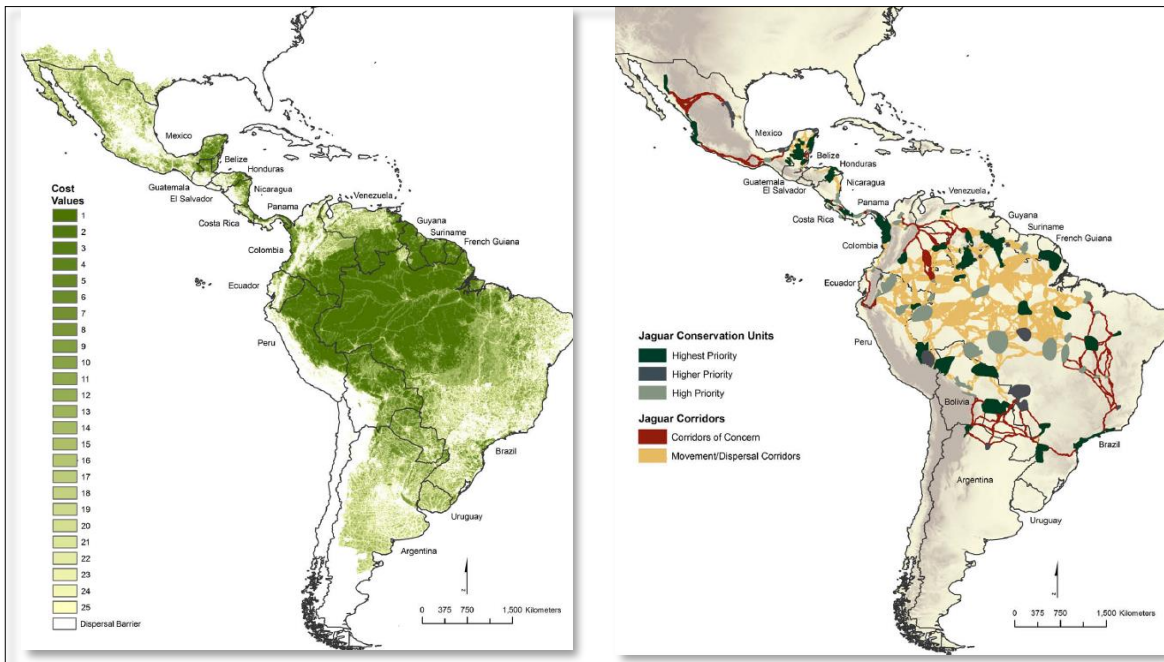 Mexico
Belize
Honduras
Guatemala
El Salvador
Nicaragua
Costa Rica
Panama
Venezuela
Guyana
Suriname
French Guiana
Colombia
Ecuador
Peru
Brazil
Uruguay
Argentina
Cost
Values
1
2
3
4
5
6
7
8
9
10
11
12
13
14
15
16
17
18
19
20
21
22
23
24
25
Dispersal Barrier
0 375 750 1,500 Kilometers
Mexico
Belize
Honduras
Guatemala
El Salvador
Nicaragua
Costa Rica
Panama
Venezuela
Guyana
Suriname
French Guiana
Colombia
Ecuador
Peru
Bolivia
Brazil
Argentina
Uruguay
Jaguar Conservation Units
Highest Priority
Higher Priority
High Priority
Jaguar Corridors
Corridors of Concern
Movement/Dispersal Corridors
0 375 750 1,500 Kilometers